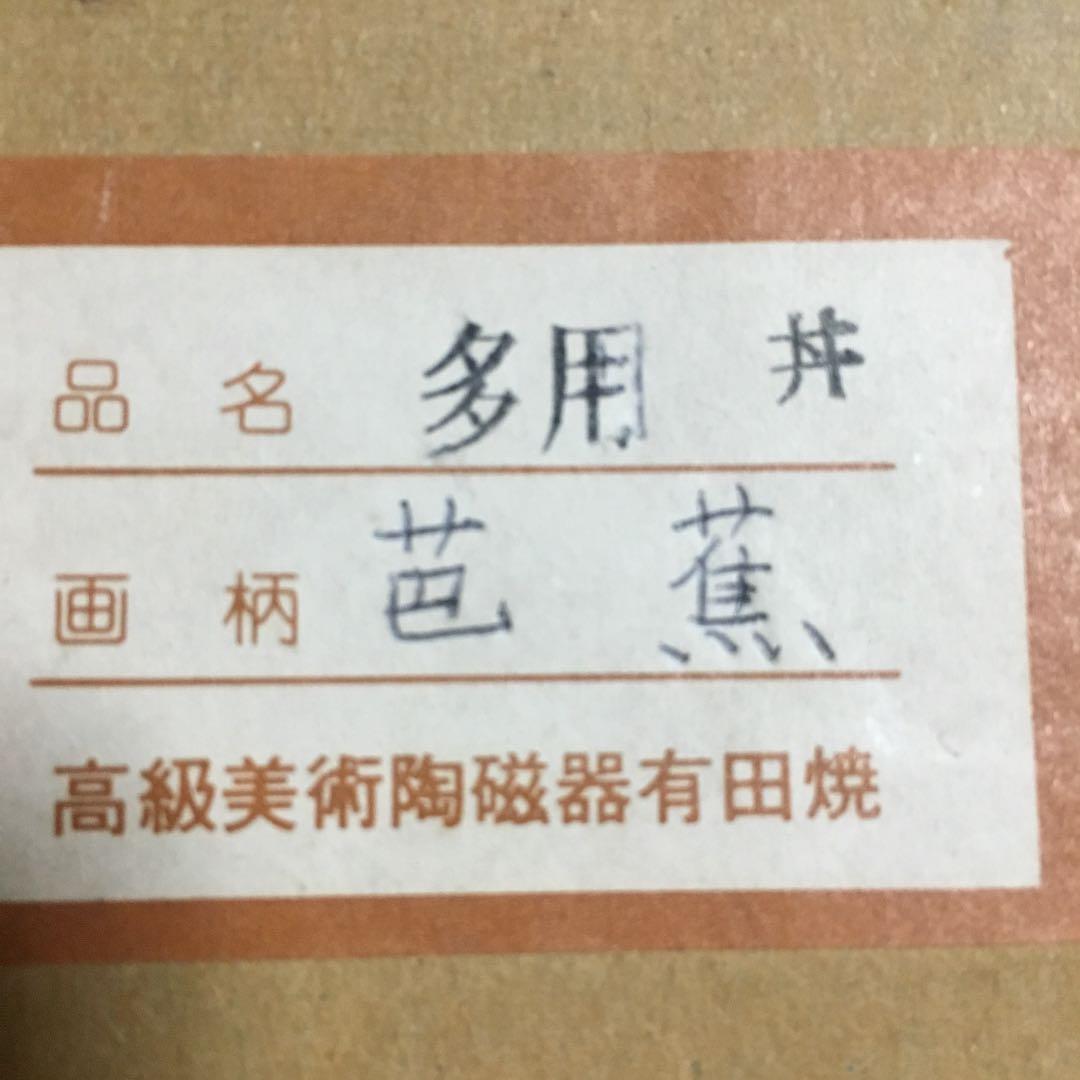 品名 多用 丼
画柄 芭蕉
高級美術陶磁器有田焼